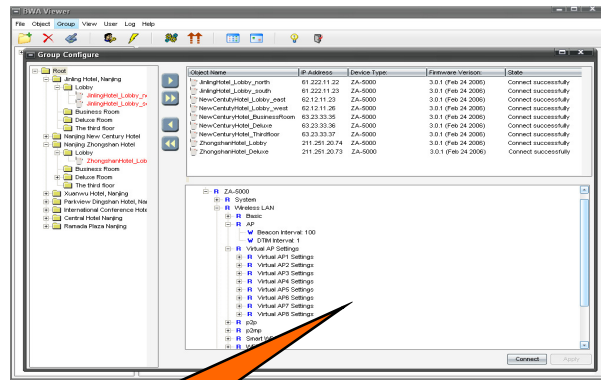 BWA Viewer
File Object Group View User Log Help
Group Configure
Root
Jinling Hotel, Nanjing
Lobby
JinlingHotel_Lobby_no
JinlingHotel_Lobby_so
Business Room
Deluxe Room
The third floor
Nanjing New Century Hotel
Nanjing Zhongshan Hotel
Lobby
ZhongshanHotel_Lob
Business Room
Deluxe Room
The third floor
Xuanwu Hotel, Nanjing
Parkview Dingshan Hotel, Nan
International Conference Hote
Central Hotel Nanjing
Ramada Plaza Nanjing
Object Name IP Address Device Type: Firmware Verison: State
JinlingHotel_Lobby_north 61.222.11.22 ZA-5000 3.0.1 (Feb 24 2006) Connect successfully
JinlingHotel_Lobby_south 61.222.11.23 ZA-5000 3.0.1 (Feb 24 2006) Connect successfully
NewCenturyHotel_Lobby_east 62.12.11.23 ZA-5000 3.0.1 (Feb 24 2006) Connect successfully
NewCenturyHotel_Lobby_west 62.12.11.26 ZA-5000 3.0.1 (Feb 24 2006) Connect successfully
NewCenturyHotel_BusinessRoom 63.23.33.35 ZA-5000 3.0.1 (Feb 24 2006) Connect successfully
NewCenturyHotel_Deluxe 63.23.33.36 ZA-5000 3.0.1 (Feb 24 2006) Connect successfully
NewCenturyHotel_Thirdfloor 63.23.33.37 ZA-5000 3.0.1 (Feb 24 2006) Connect successfully
ZhongshanHotel_Lobby 211.251.20.74 ZA-5000 3.0.1 (Feb 24 2006) Connect successfully
ZhongshanHotel_Deluxe 211.251.20.73 ZA-5000 3.0.1 (Feb 24 2006) Connect successfully
R ZA-5000
R System
R Wireless LAN
R Basic
R AP
W Beacon Interval: 100
W DTIM Interval: 1
R Virtual AP Settings
R Virtual AP1 Settings
R Virtual AP2 Settings
R Virtual AP3 Settings
R Virtual AP4 Settings
R Virtual AP5 Settings
R Virtual AP6 Settings
R Virtual AP7 Settings
R Virtual AP8 Settings
R p2p
R p2mp
R Smart
R
Connect Apply